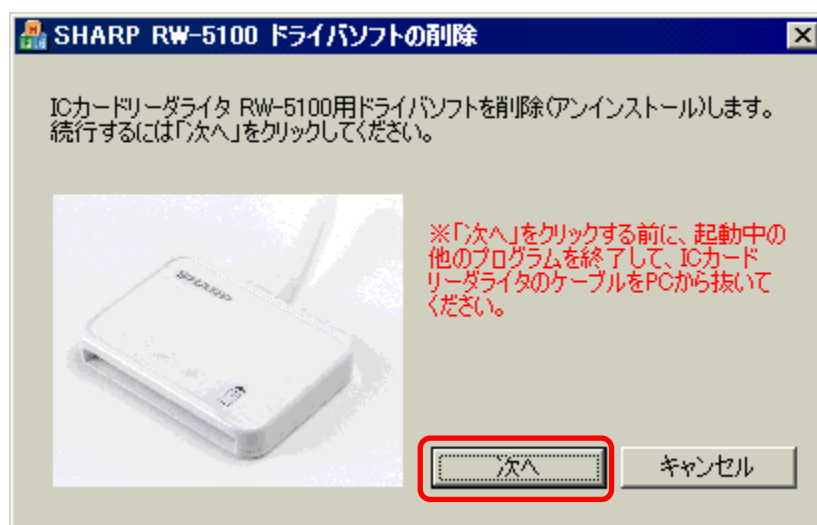 SHARP RW-5100 ドライバソフトの削除
ICカードリーダライタ RW-5100用ドライバソフトを削除(アンインストール)します。
続行するには「次へ」をクリックしてください。
SHARP
※「次へ」をクリックする前に、起動中の
他のプログラムを終了して、ICカード
リーダライタのケーブルをPCから抜いて
ください。
次へ
キャンセル